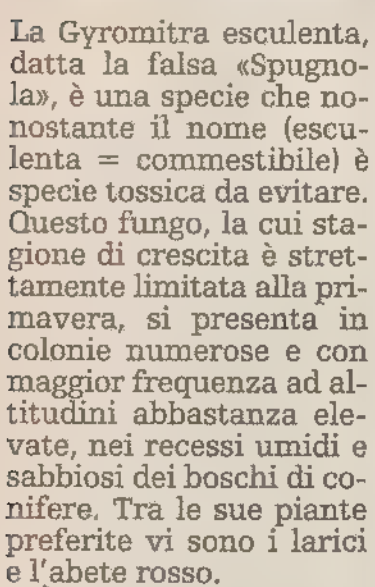 La Gyromitra esculenta,
datta la falsa «Spugno-
la», è una specie che no-
nostante il nome (escu-
lenta = commestibile) è
specie tossica da evitare.
Questo fungo, la cui sta-
gione di crescita è stret-
tamente limitata alla pri-
mavera, si presenta in
colonie numerose e con
maggior frequenza ad al-
titudini abbastanza ele-
vate, nei recessi umidi e
sabbiosi dei boschi di co-
nifere. Tra le sue piante
preferite vi sono i larici
e l'abete rosso.